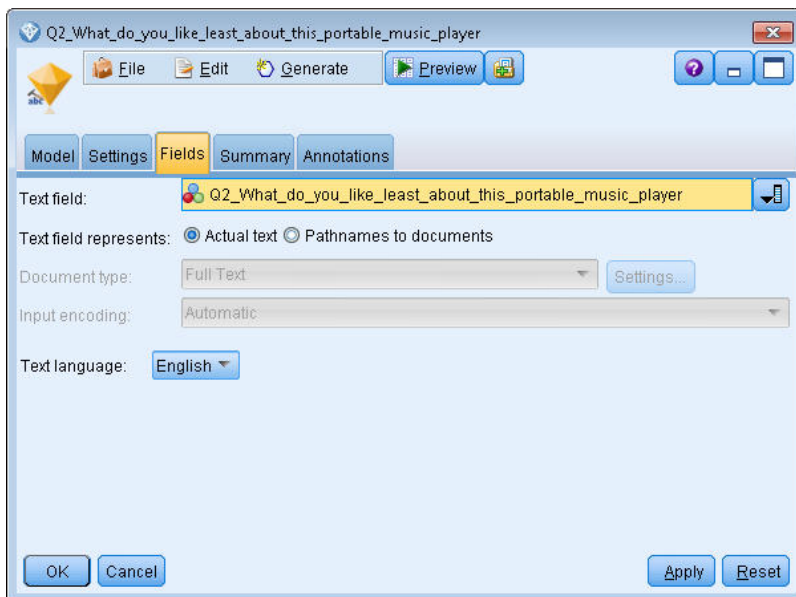 Q2_What_do_you_like_least_about_this_portable_music_player
File Edit Generate Preview
abc
Model Settings Fields Summary Annotations
Text field: Q2_What_do_you_like_least_about_this_portable_music_player
Text field represents: Actual text Pathnames to documents
Document type: Full Text Settings...
Input encoding: Automatic
Text language: English
OK Cancel Apply Reset